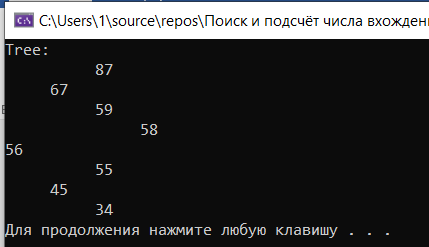 C:\Users\1\source\repos\Поиск и подсчёт числа
Tree:
87
67
59
58
56
55
45
34
Для продолжения нажмите любую клавишу . . .